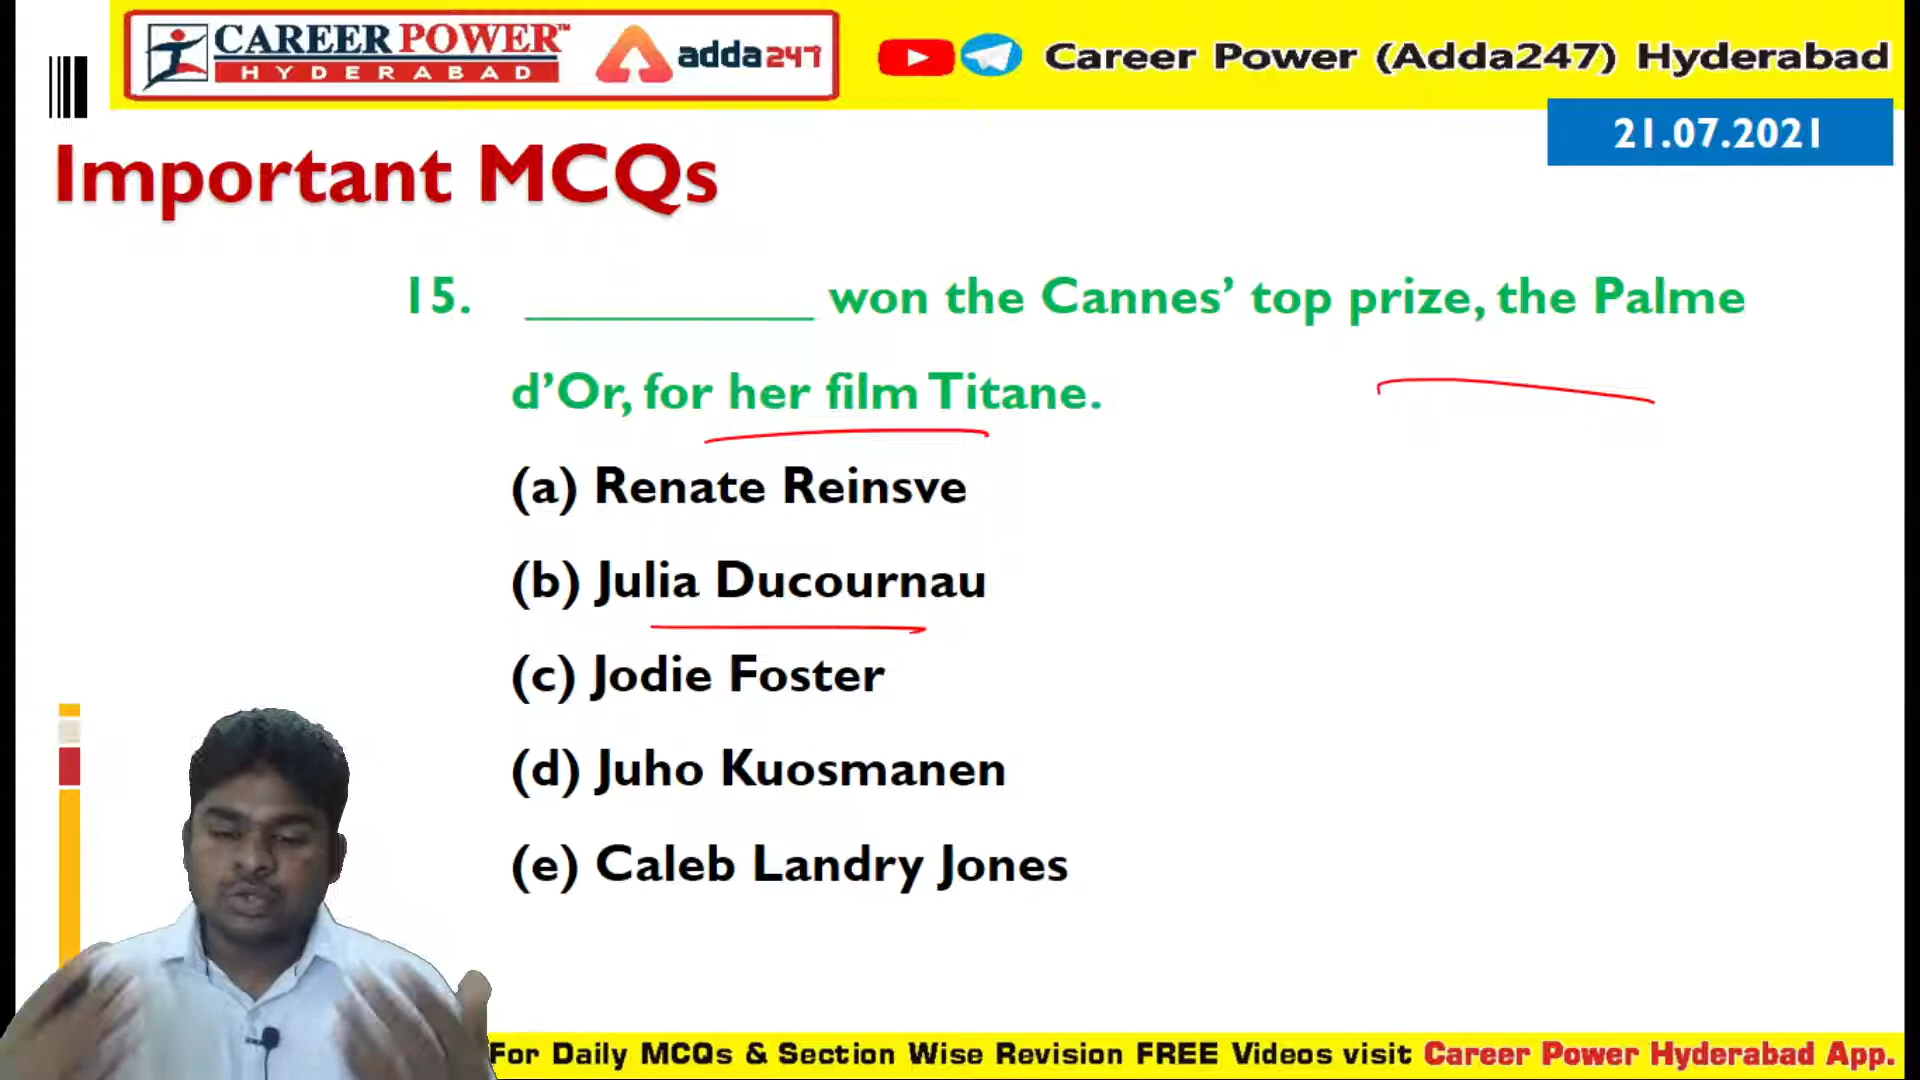 CAREER POWER™
HYDERABAD
adda247
Career Power (Adda247) Hyderabad
21.07.2021
Important MCQs
15. __________ won the Cannes’ top prize, the Palme
d’Or, for her film Titane.
(a) Renate Reinsve
(b) Julia Ducournau
(c) Jodie Foster
(d) Juho Kuosmanen
(e) Caleb Landry Jones
For Daily MCQs & Section Wise Revision FREE Videos visit Career Power Hyderabad App.